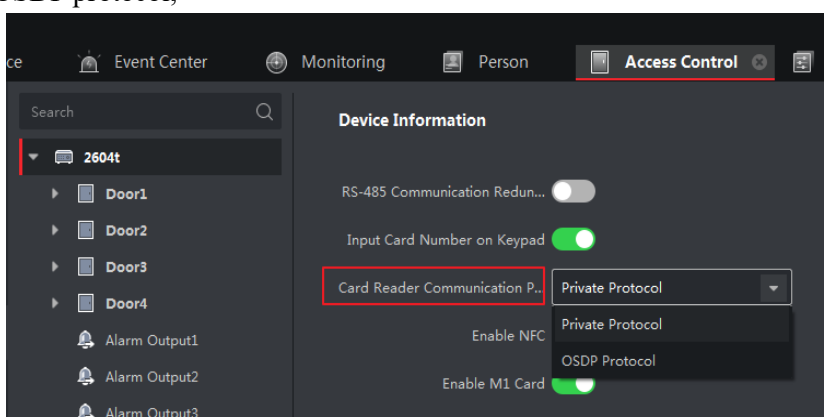 OSDP protocol,
ce
Event Center
Monitoring
Person
Access Control
Search
Device Information
2604t
RS-485 Communication Redun...
Door1
Door2
Input Card Number on Keypad
Door3
Card Reader Communication P...
Private Protocol
Door4
Private Protocol
Enable NFC
Alarm Output1
OSDP Protocol
Alarm Output2
Enable M1 Card
Alarm Output3